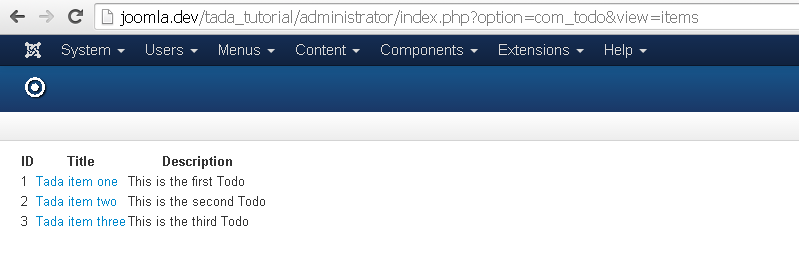 joomla.dev/tada_tutorial/administrator/index.php?option=com_todo&view=items
System Users Menus Content Components Extensions Help
ID Title Description
1 Tada item one This is the first Todo
2 Tada item two This is the second Todo
3 Tada item three This is the third Todo